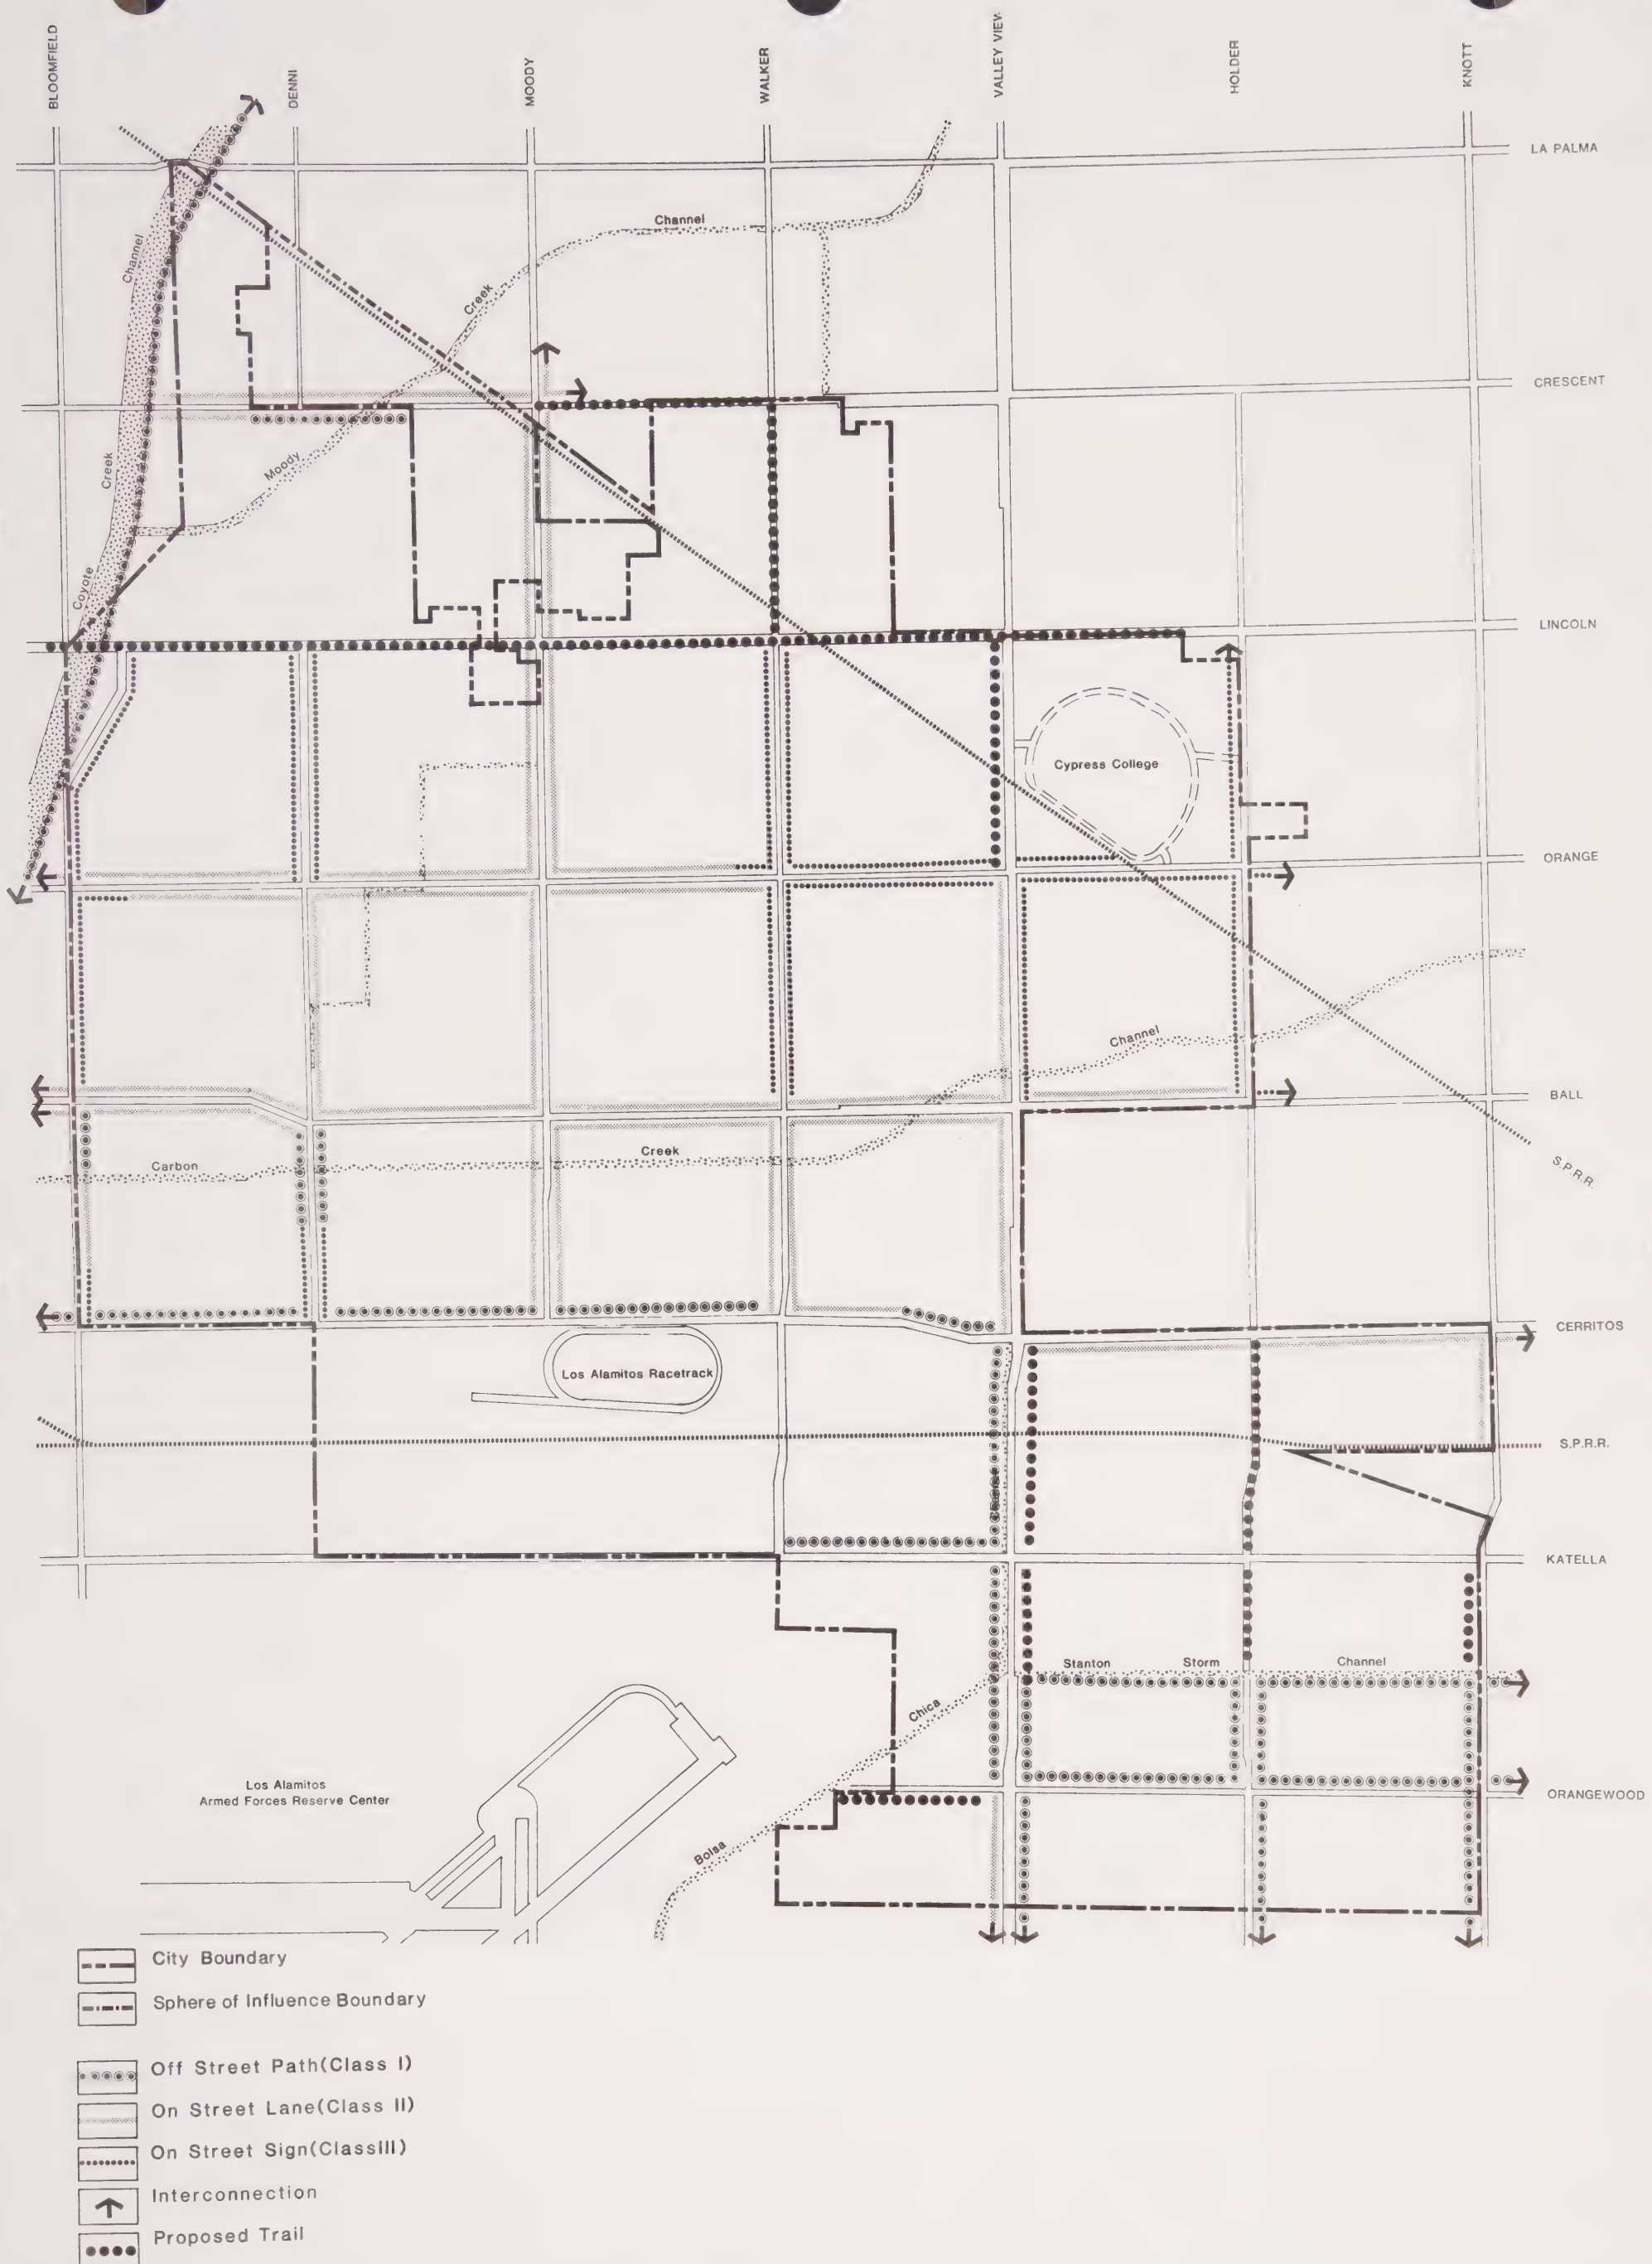 BLOOMFIELD
DENNI
MOODY
WALKER
VALLEY VIEW
HOLDER
KNOTT
LA PALMA
Channel
Channel
Creek
CRESCENT
Creek
Moody
Coyote
LINCOLN
Cypress College
ORANGE
Channel
BALL
Carbon
Creek
S.P.R.R.
CERRITOS
Los Alamitos Racetrack
S.P.R.R.
KATELLA
Stanton
Storm
Channel
Chica
Los Alamitos
Armed Forces Reserve Center
ORANGEWOOD
Bolsa
City Boundary
Sphere of Influence Boundary
Off Street Path(Class I)
On Street Lane(Class II)
On Street Sign(ClassIII)
Interconnection
Proposed Trail